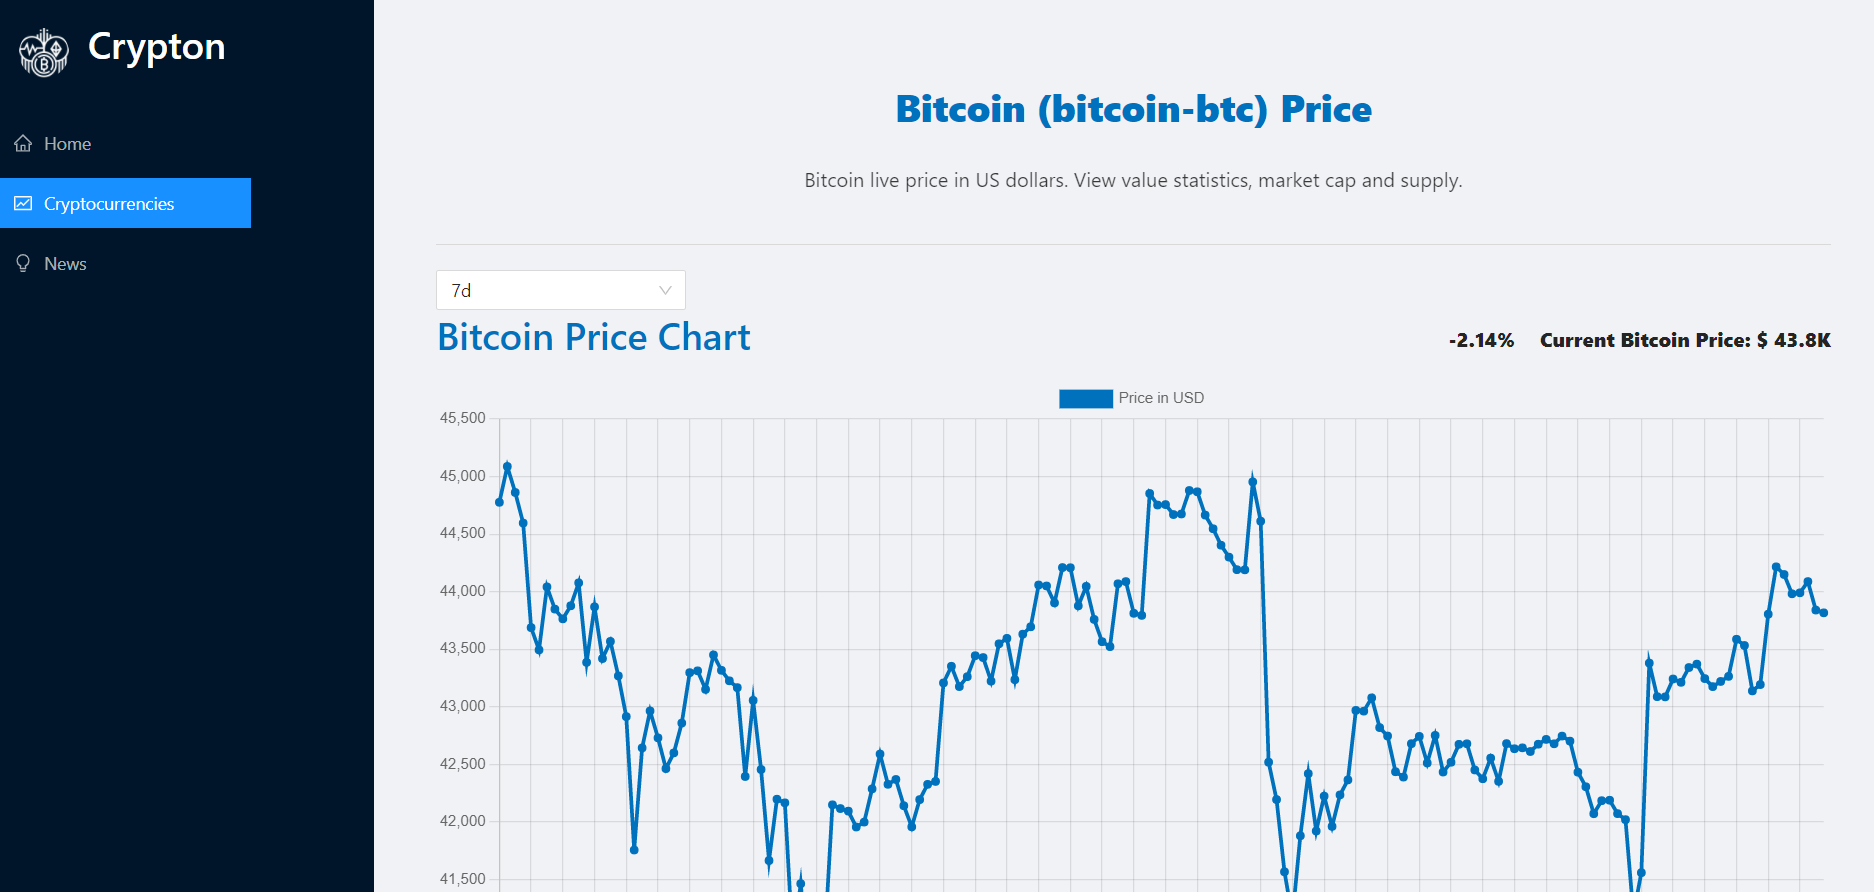 Crypton
Home
Cryptocurrencies
News
Bitcoin (bitcoin-btc) Price
Bitcoin live price in US dollars. View value statistics, market cap and supply.
7d
Bitcoin Price Chart
-2.14% Current Bitcoin Price: $ 43.8K
Price in USD
45,500
45,000
44,500
44,000
43,500
43,000
42,500
42,000
41,500